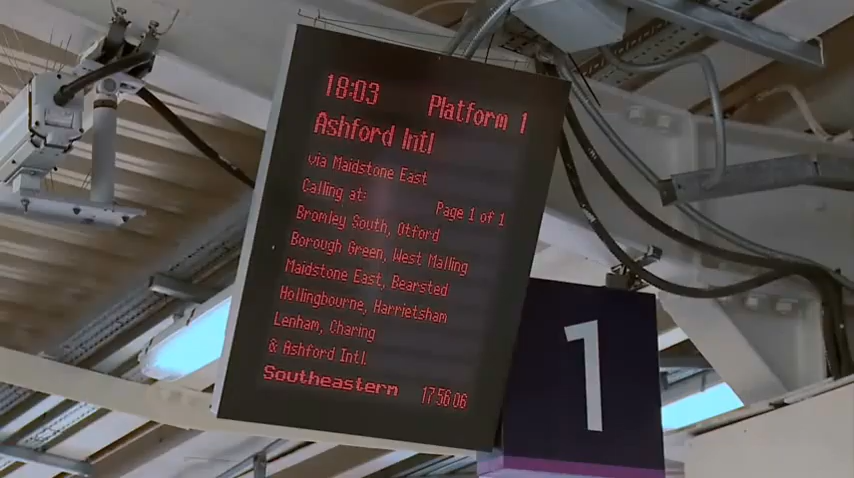 18:03 Platform 1
Ashford Intl
via Maidstone East
Calling at: Page 1 of 1
Bromley South, Otford
Borough Green, West Malling
Maidstone East, Bearsted
Hollingbourne, Harrietsham
Lenham, Charing
& Ashford Intl.
Southeastern 17:56:06
1